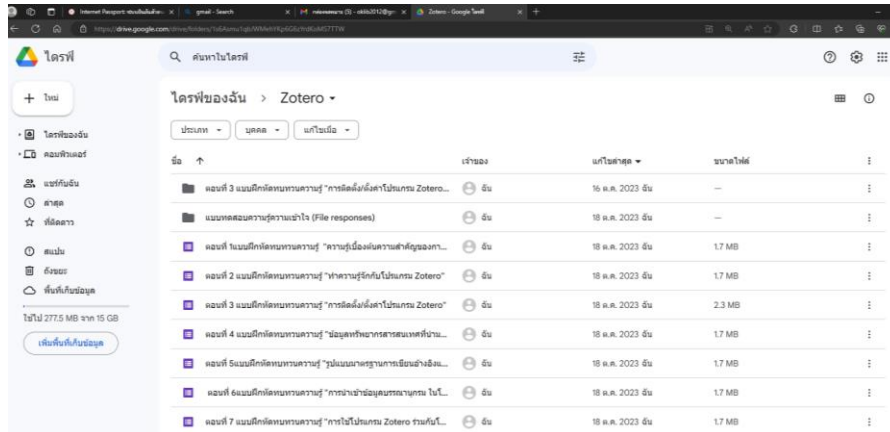 Zotero - Google ไดรฟ์
https://drive.google.com/drive/folders/
ไดรฟ์
ค้นหาในไดรฟ์
ใหม่
ไดรฟ์ของฉัน > Zotero
ไดรฟ์ของฉัน
คอมพิวเตอร์
แชร์กับฉัน
ล่าสุด
ที่ติดดาว
สแปม
ถังขยะ
พื้นที่เก็บข้อมูล
ใช้ไป 277.5 MB จาก 15 GB
เพิ่มพื้นที่เก็บข้อมูล
ประเภท บุคคล แก้ไขเมื่อ
ชื่อ เจ้าของ แก้ไขล่าสุด ขนาดไฟล์
ตอนที่ 3 แบบฝึกหัดทบทวนความรู้ "การติดตั้ง/ตั้งค่าโปรแกรม Zotero... ฉัน 16 ต.ค. 2023 ฉัน —
แบบทดสอบความรู้ความเข้าใจ (File responses) ฉัน 18 ต.ค. 2023 ฉัน —
ตอนที่ 1แบบฝึกหัดทบทวนความรู้ "ความรู้เบื้องต้นความสำคัญของกา... ฉัน 18 ต.ค. 2023 ฉัน 1.7 MB
ตอนที่ 2 แบบฝึกหัดทบทวนความรู้ "ทำความรู้จักกับโปรแกรม Zotero" ฉัน 18 ต.ค. 2023 ฉัน 1.7 MB
ตอนที่ 3 แบบฝึกหัดทบทวนความรู้ "การติดตั้ง/ตั้งค่าโปรแกรม Zotero" ฉัน 18 ต.ค. 2023 ฉัน 2.3 MB
ตอนที่ 4 แบบฝึกหัดทบทวนความรู้ "ข้อมูลทรัพยากรสารสนเทศที่นำม... ฉัน 18 ต.ค. 2023 ฉัน 1.7 MB
ตอนที่ 5แบบฝึกหัดทบทวนความรู้ "รูปแบบมาตรฐานการเขียนอ้างอิงแ... ฉัน 18 ต.ค. 2023 ฉัน 1.7 MB
ตอนที่ 6แบบฝึกหัดทบทวนความรู้ "การนำเข้าข้อมูลบรรณานุกรม ในโ... ฉัน 18 ต.ค. 2023 ฉัน 1.7 MB
ตอนที่ 7 แบบฝึกหัดทบทวนความรู้ "การใช้โปรแกรม Zotero ร่วมกับโ... ฉัน 18 ต.ค. 2023 ฉัน 1.7 MB